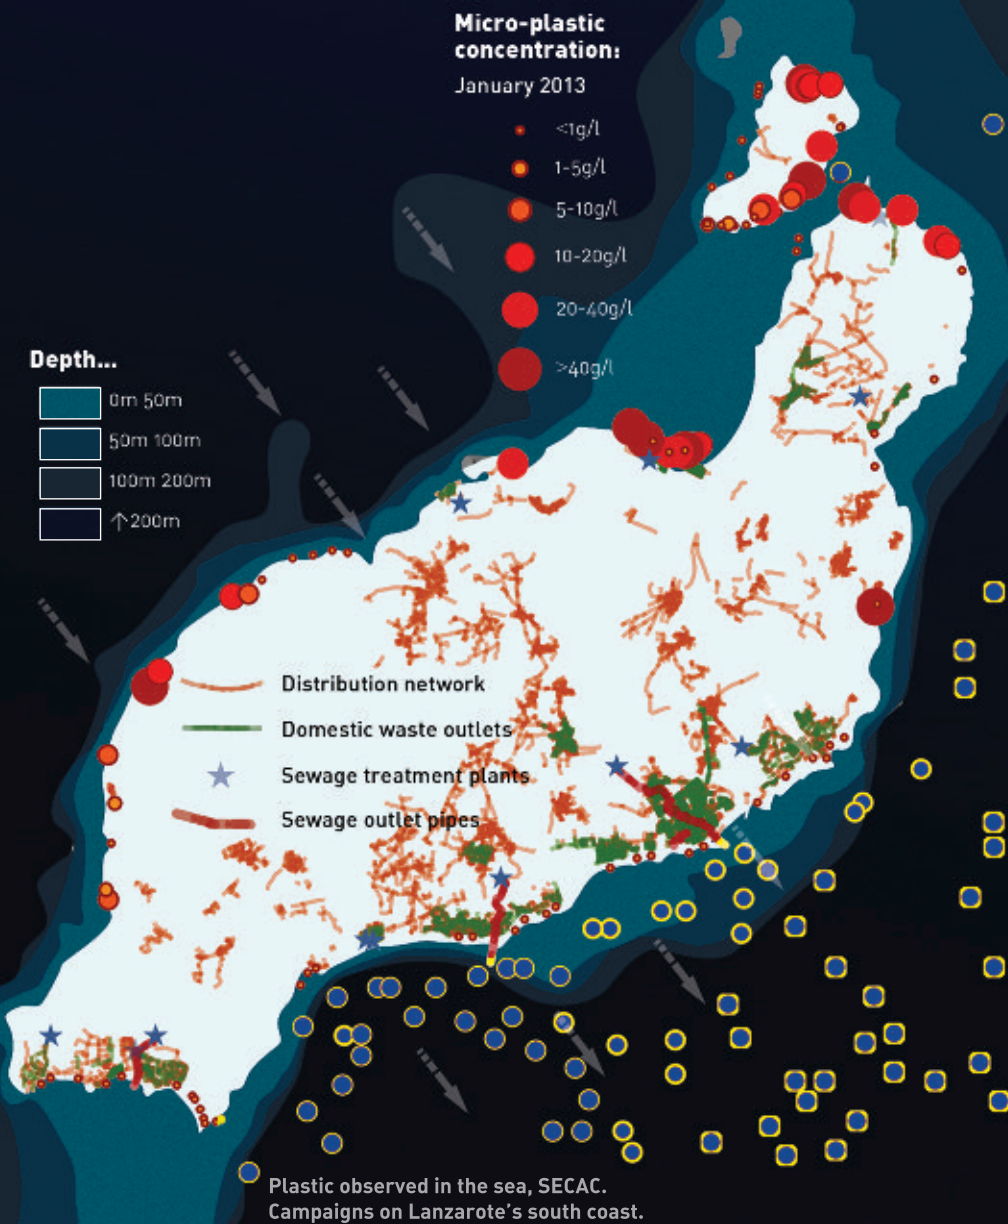 Micro-plastic
concentration:
January 2013
<1g/l
1-5g/l
5-10g/l
10-20g/l
20-40g/l
>40g/l
Depth...
0m 50m
50m 100m
100m 200m
↑200m
Distribution network
Domestic waste outlets
Sewage treatment plants
Sewage outlet pipes
Plastic observed in the sea, SECAC.
Campaigns on Lanzarote's south coast.